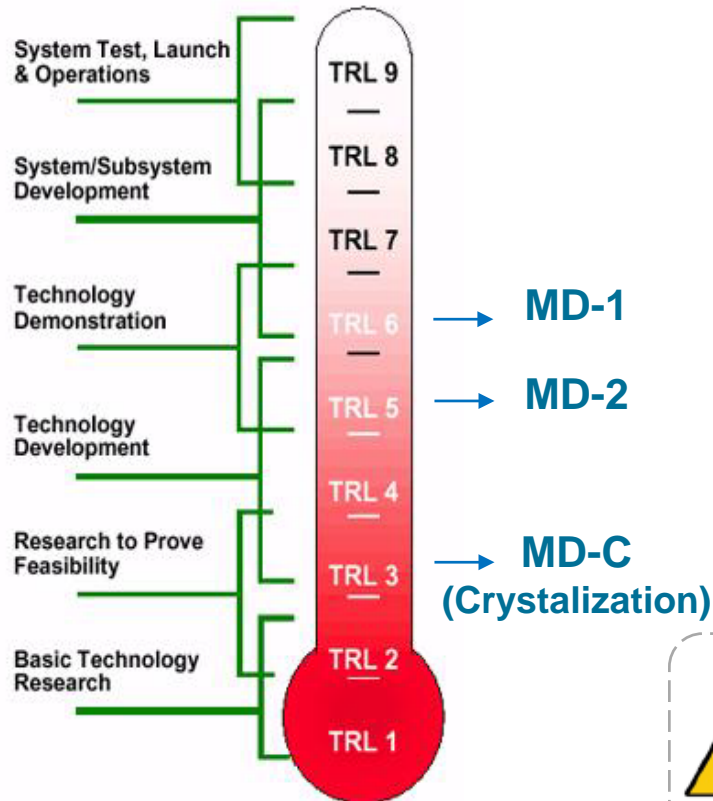 System Test, Launch
& Operations
System/Subsystem
Development
Technology
Demonstration
Technology
Development
Research to Prove
Feasibility
Basic Technology
Research
TRL 9
TRL 8
TRL 7
TRL 6
TRL 5
TRL 4
TRL 3
TRL 2
TRL 1
MD-1
MD-2
MD-C
(Crystalization)